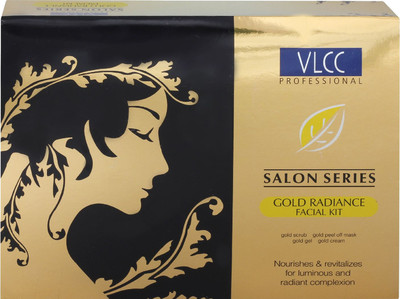 VLCC
PROFESSIONAL
SALON SERIES
GOLD RADIANCE
FACIAL KIT
gold scrub gold peel off mask
gold gel gold cream
Nourishes & revitalizes
for luminous and
radiant complexion